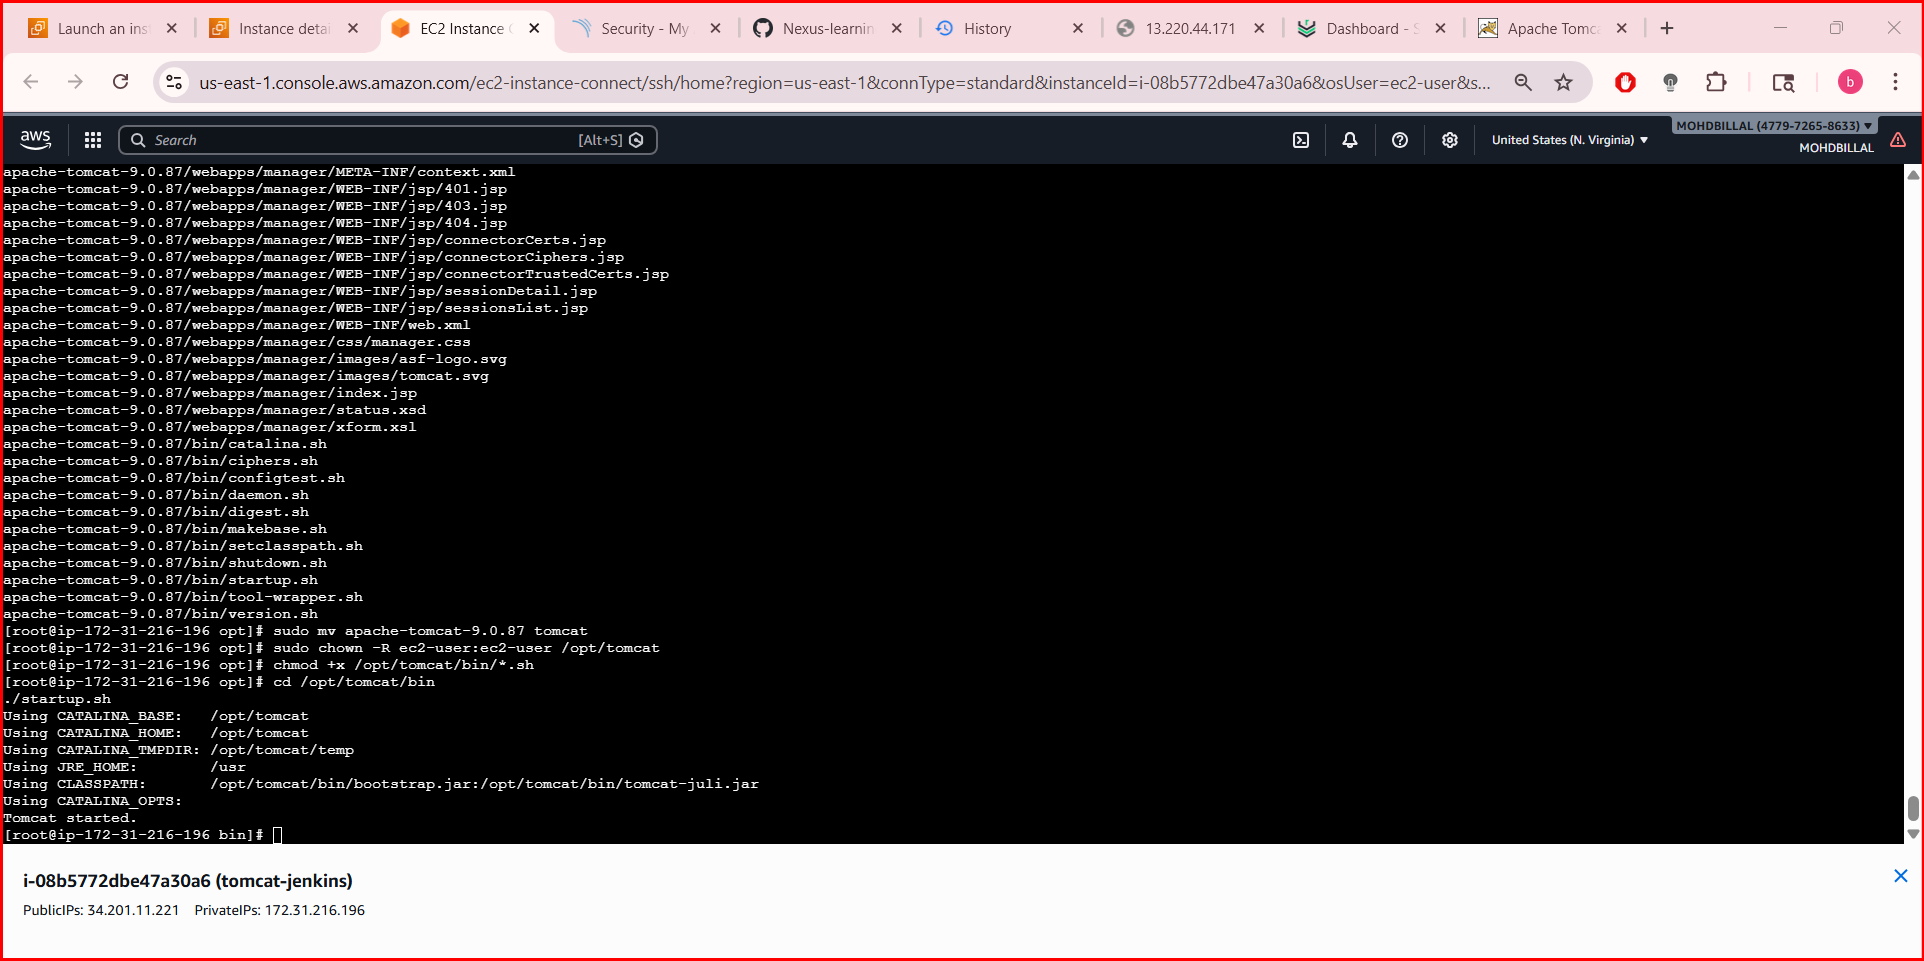 Launch an inst
Instance detai
EC2 Instance C
Security - My
Nexus-learnin
History
13.220.44.171
Dashboard - S
Apache Tomca
us-east-1.console.aws.amazon.com/ec2-instance-connect/ssh/home?region=us-east-1&connType=standard&instanceId=i-08b5772dbe47a30a6&osUser=ec2-user&s...
b
aws
Search
[Alt+S]
United States (N. Virginia)
MOHDBILLAL (4779-7265-8633)
MOHDBILLAL
apache-tomcat-9.0.87/webapps/manager/META-INF/context.xml
apache-tomcat-9.0.87/webapps/manager/WEB-INF/jsp/401.jsp
apache-tomcat-9.0.87/webapps/manager/WEB-INF/jsp/403.jsp
apache-tomcat-9.0.87/webapps/manager/WEB-INF/jsp/404.jsp
apache-tomcat-9.0.87/webapps/manager/WEB-INF/jsp/connectorCerts.jsp
apache-tomcat-9.0.87/webapps/manager/WEB-INF/jsp/connectorCiphers.jsp
apache-tomcat-9.0.87/webapps/manager/WEB-INF/jsp/connectorTrustedCerts.jsp
apache-tomcat-9.0.87/webapps/manager/WEB-INF/jsp/sessionDetail.jsp
apache-tomcat-9.0.87/webapps/manager/WEB-INF/jsp/sessionsList.jsp
apache-tomcat-9.0.87/webapps/manager/WEB-INF/web.xml
apache-tomcat-9.0.87/webapps/manager/css/manager.css
apache-tomcat-9.0.87/webapps/manager/images/asf-logo.svg
apache-tomcat-9.0.87/webapps/manager/images/tomcat.svg
apache-tomcat-9.0.87/webapps/manager/index.jsp
apache-tomcat-9.0.87/webapps/manager/status.xsd
apache-tomcat-9.0.87/webapps/manager/xform.xsl
apache-tomcat-9.0.87/bin/catalina.sh
apache-tomcat-9.0.87/bin/ciphers.sh
apache-tomcat-9.0.87/bin/configtest.sh
apache-tomcat-9.0.87/bin/daemon.sh
apache-tomcat-9.0.87/bin/digest.sh
apache-tomcat-9.0.87/bin/makebase.sh
apache-tomcat-9.0.87/bin/setclasspath.sh
apache-tomcat-9.0.87/bin/shutdown.sh
apache-tomcat-9.0.87/bin/startup.sh
apache-tomcat-9.0.87/bin/tool-wrapper.sh
apache-tomcat-9.0.87/bin/version.sh
[root@ip-172-31-216-196 opt]# sudo mv apache-tomcat-9.0.87 tomcat
[root@ip-172-31-216-196 opt]# sudo chown -R ec2-user:ec2-user /opt/tomcat
[root@ip-172-31-216-196 opt]# chmod +x /opt/tomcat/bin/*.sh
[root@ip-172-31-216-196 opt]# cd /opt/tomcat/bin
./startup.sh
Using CATALINA_BASE:   /opt/tomcat
Using CATALINA_HOME:   /opt/tomcat
Using CATALINA_TMPDIR: /opt/tomcat/temp
Using JRE_HOME:        /usr
Using CLASSPATH:       /opt/tomcat/bin/bootstrap.jar:/opt/tomcat/bin/tomcat-juli.jar
Using CATALINA_OPTS:
Tomcat started.
[root@ip-172-31-216-196 bin]#
i-08b5772dbe47a30a6 (tomcat-jenkins)
PublicIPs: 34.201.11.221 PrivateIPs: 172.31.216.196